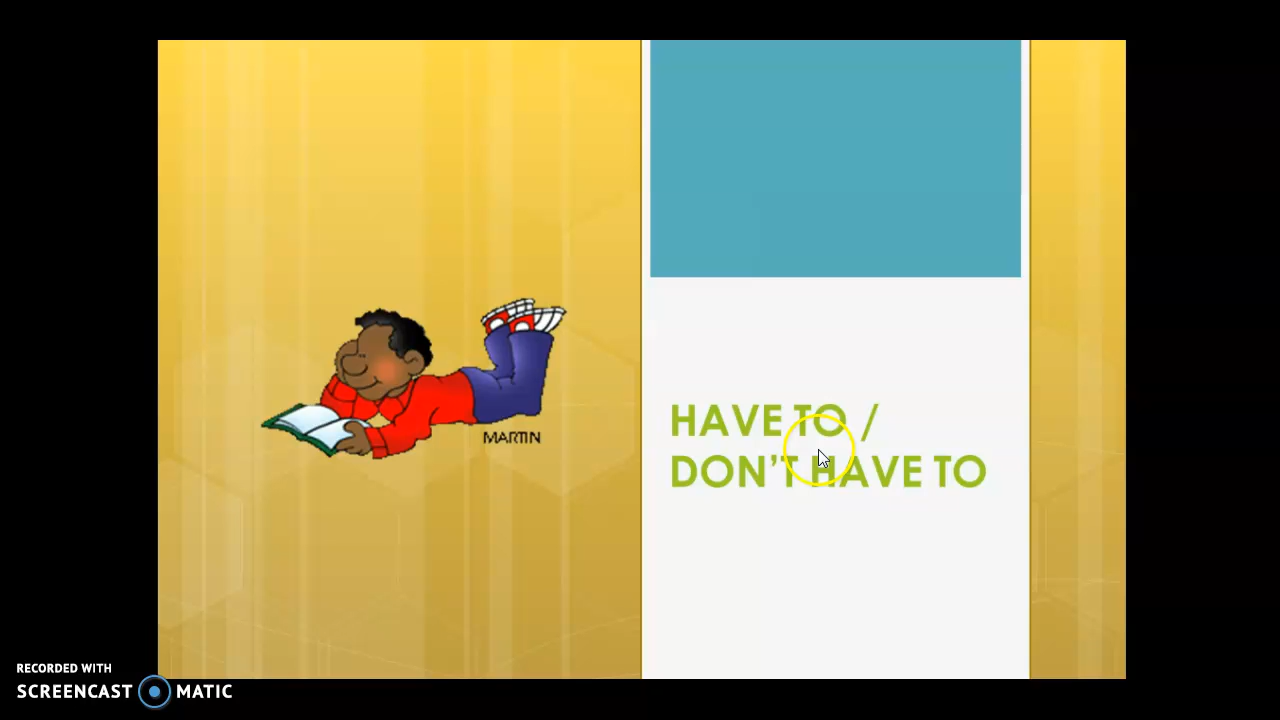 MARTIN
HAVE TO /
DON'T HAVE TO
RECORDED WITH
SCREENCAST MATIC